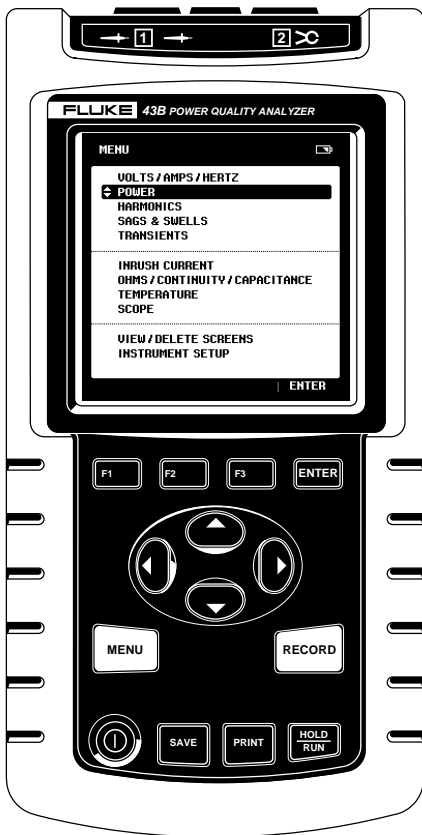 1 2
FLUKE 43B POWER QUALITY ANALYZER
MENU
VOLTS/AMPS/HERTZ
POWER
HARMONICS
SAGS & SWELLS
TRANSIENTS
INRUSH CURRENT
OHMS/CONTINUITY/CAPACITANCE
TEMPERATURE
SCOPE
VIEW/DELETE SCREENS
INSTRUMENT SETUP
ENTER
F1 F2 F3 ENTER
MENU RECORD
SAVE PRINT HOLD
RUN